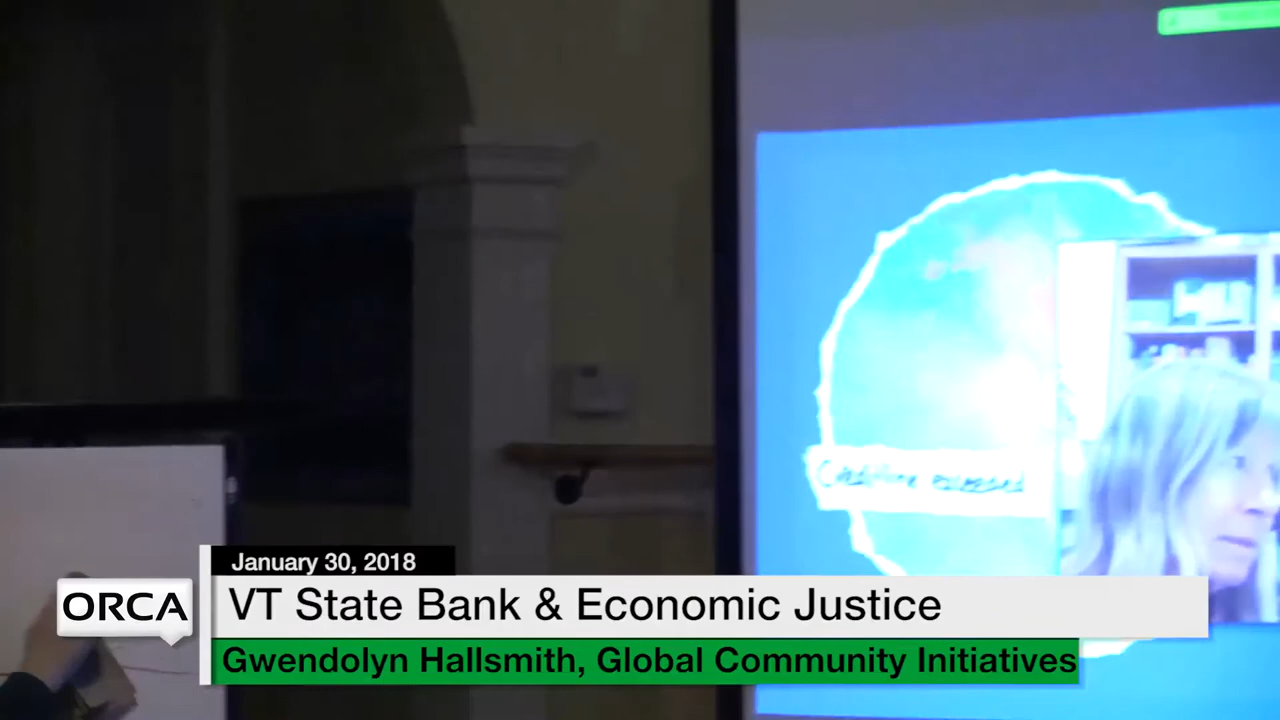 January 30, 2018
ORCA
VT State Bank & Economic Justice
Gwendolyn Hallsmith, Global Community Initiatives